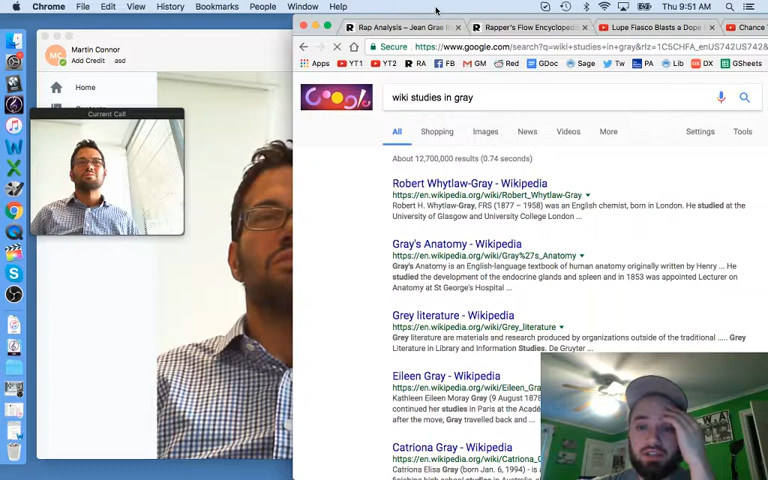 Chrome File Edit View History Bookmarks People Window Help Thu 9:51 AM
Rap Analysis – Jean Grae Rapper's Flow Encyclopedi Lupe Fiasco Blasts a Dope M Chance
Secure https://www.google.com/search?q=wiki+studies+in+gray&rlz=1C5CHFA_enUS742US742&
Apps YT1 YT2 RA FB GM Red GDoc Sage Tw PA Lib DX GSheets
MC Martin Connor
Add Credit asd
Home
Current Call
Google
wiki studies in gray
All Shopping Images News Videos More Settings Tools
About 12,700,000 results (0.74 seconds)
Robert Whytlaw-Gray - Wikipedia
https://en.wikipedia.org/wiki/Robert_Whytlaw-Gray
Robert H. Whytlaw-Gray, FRS (1877 – 1958) was an English chemist, born in London. He studied at the
University of Glasgow and University College London ...
Gray's Anatomy - Wikipedia
https://en.wikipedia.org/wiki/Gray%27s_Anatomy
Gray's Anatomy is an English-language textbook of human anatomy originally written by Henry ... He
studied the development of the endocrine glands and spleen and in 1853 was appointed Lecturer on
Anatomy at St George's Hospital ...
Grey literature - Wikipedia
https://en.wikipedia.org/wiki/Grey_literature
Grey literature are materials and research produced by organizations outside of the traditional ..... Grey
Literature in Library and Information Studies. De Gruyter ...
Eileen Gray - Wikipedia
https://en.wikipedia.org/wiki/Eileen_Gra
Kathleen Eileen Moray Gray (9 August 1878
continued her studies in Paris at the Acadé
after the move, Gray travelled back and ...
Catriona Gray - Wikipedia
https://en.wikipedia.org/wiki/Catriona_G
Catriona Elisa Gray (born Jan. 6, 1994) - is a